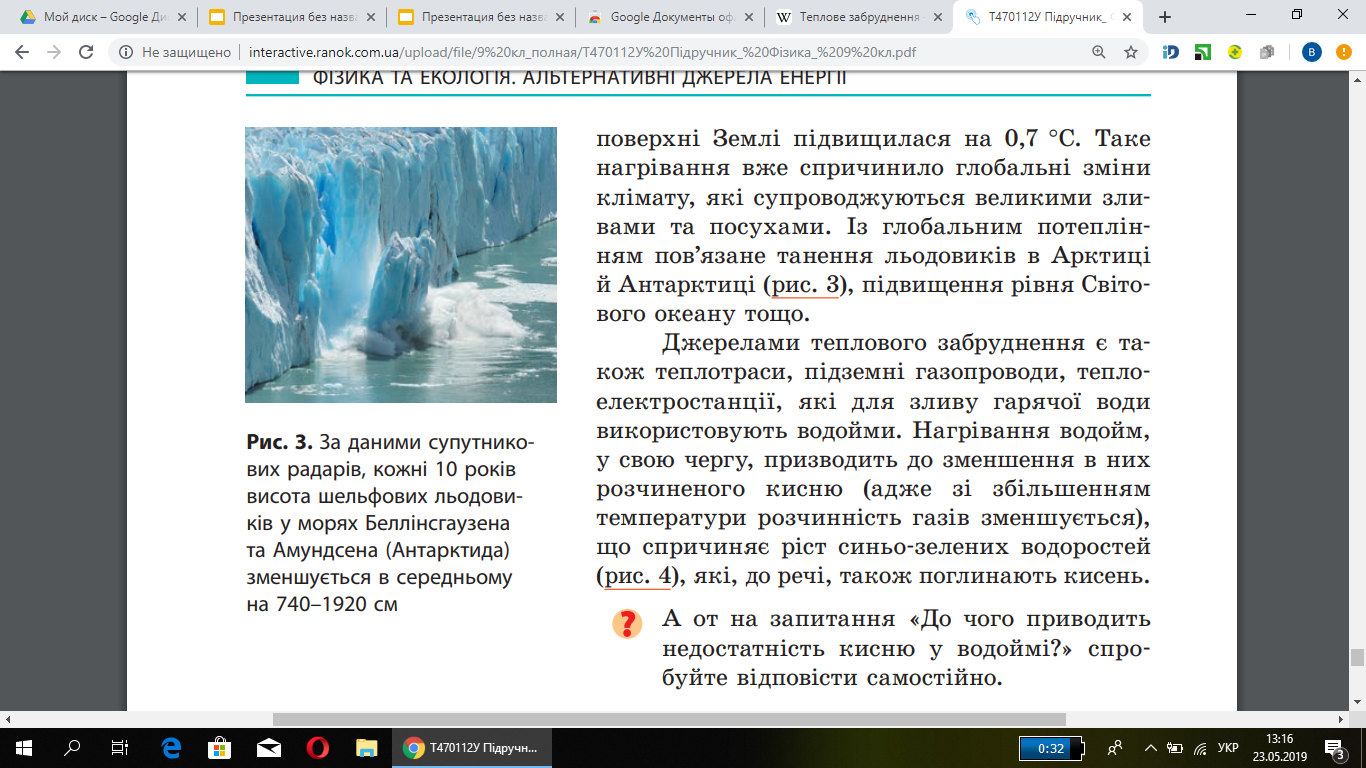 Мой диск – Google Ди
Презентация без назва
Презентация без назва
Google Документы оф
Теплове забруднення
Т470112У Підручник_
Не защищено
interactive.ranok.com.ua/upload/file/9%20кл_полная/Т470112У%20Підручник_%20Фізика_%209%20кл.pdf
В
ФІЗИКА ТА ЕКОЛОГІЯ. АЛЬТЕРНАТИВНІ ДЖЕРЕЛА ЕНЕРГІЇ
Рис. 3. За даними супутнико-
вих радарів, кожні 10 років
висота шельфових льодови-
ків у морях Беллінсгаузена
та Амундсена (Антарктида)
зменшується в середньому
на 740–1920 см
поверхні Землі підвищилася на 0,7 °С. Таке
нагрівання вже спричинило глобальні зміни
клімату, які супроводжуються великими зли-
вами та посухами. Із глобальним потеплін-
ням пов’язане танення льодовиків в Арктиці
й Антарктиці (рис. 3), підвищення рівня Світо-
вого океану тощо.
Джерелами теплового забруднення є та-
кож теплотраси, підземні газопроводи, тепло-
електростанції, які для зливу гарячої води
використовують водойми. Нагрівання водойм,
у свою чергу, призводить до зменшення в них
розчиненого кисню (адже зі збільшенням
температури розчинність газів зменшується),
що спричиняє ріст синьо-зелених водоростей
(рис. 4), які, до речі, також поглинають кисень.
? А от на запитання «До чого приводить
недостатність кисню у водоймі?» спро-
буйте відповісти самостійно.
Т470112У Підручн...
0:32
УКР
13:16
23.05.2019
3